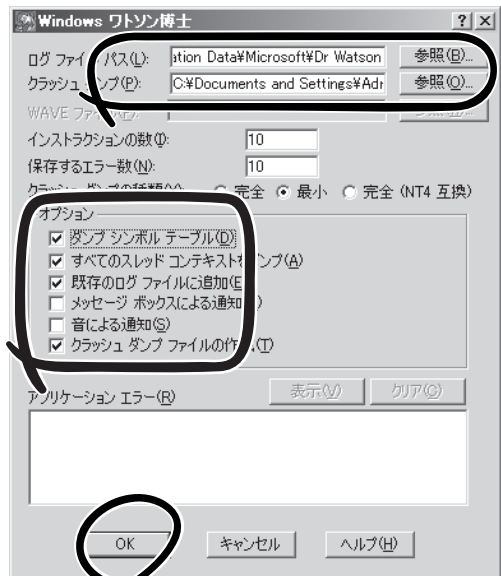 Windows ワトソン博士
ログ ファイル パス(L): ation Data¥Microsoft¥Dr Watson 参照(B)...
クラッシュ ダンプ(P): C:¥Documents and Settings¥Adr 参照(O)...
WAVE
インストラクションの数(I): 10
保存するエラー数(N): 10
完全 最小 完全 (NT4 互換)
オプション
ダンプ シンボル テーブル(D)
すべてのスレッド コンテキストをダンプ(A)
既存のログ ファイルに追加(E)
メッセージ ボックスによる通知
音による通知(S)
クラッシュ ダンプ ファイルの作成(T)
アプリケーション エラー(R) 表示(V) クリア(C)
OK キャンセル ヘルプ(H)